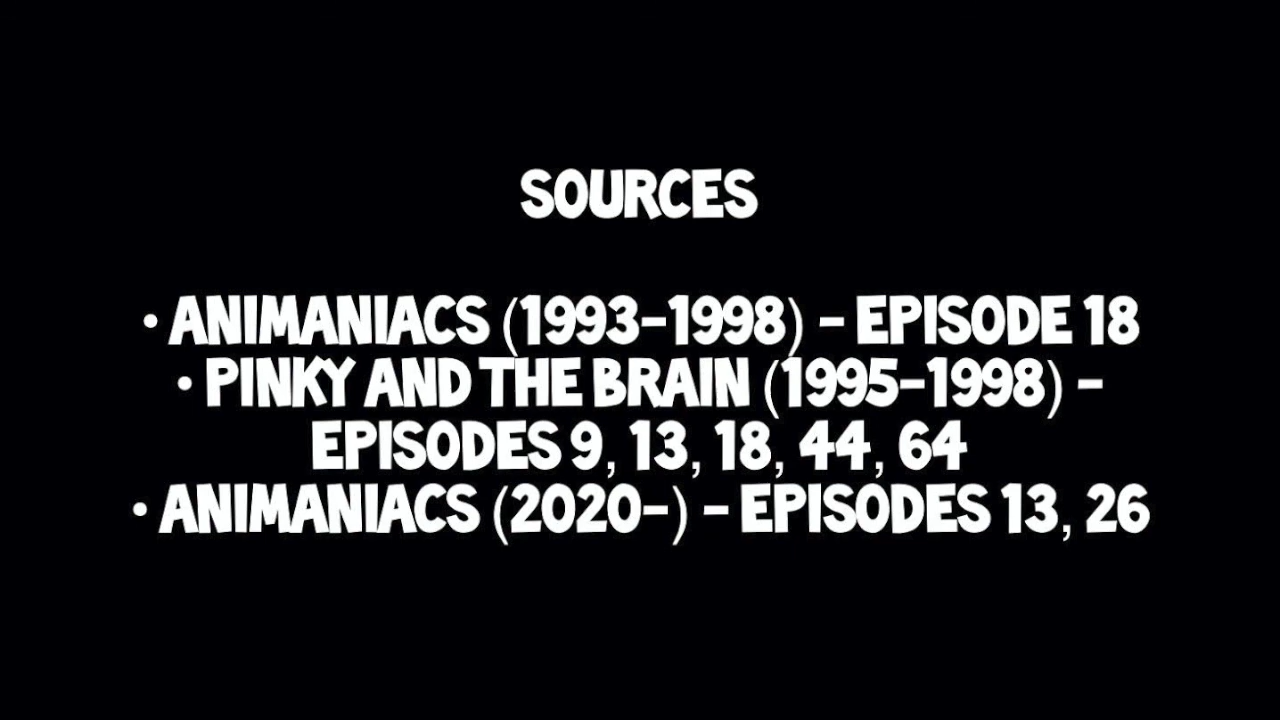 SOURCES
• ANIMANIACS (1993-1998) - EPISODE 18
• PINKY AND THE BRAIN (1995-1998) -
EPISODES 9, 13, 18, 44, 64
• ANIMANIACS (2020-) - EPISODES 13, 26